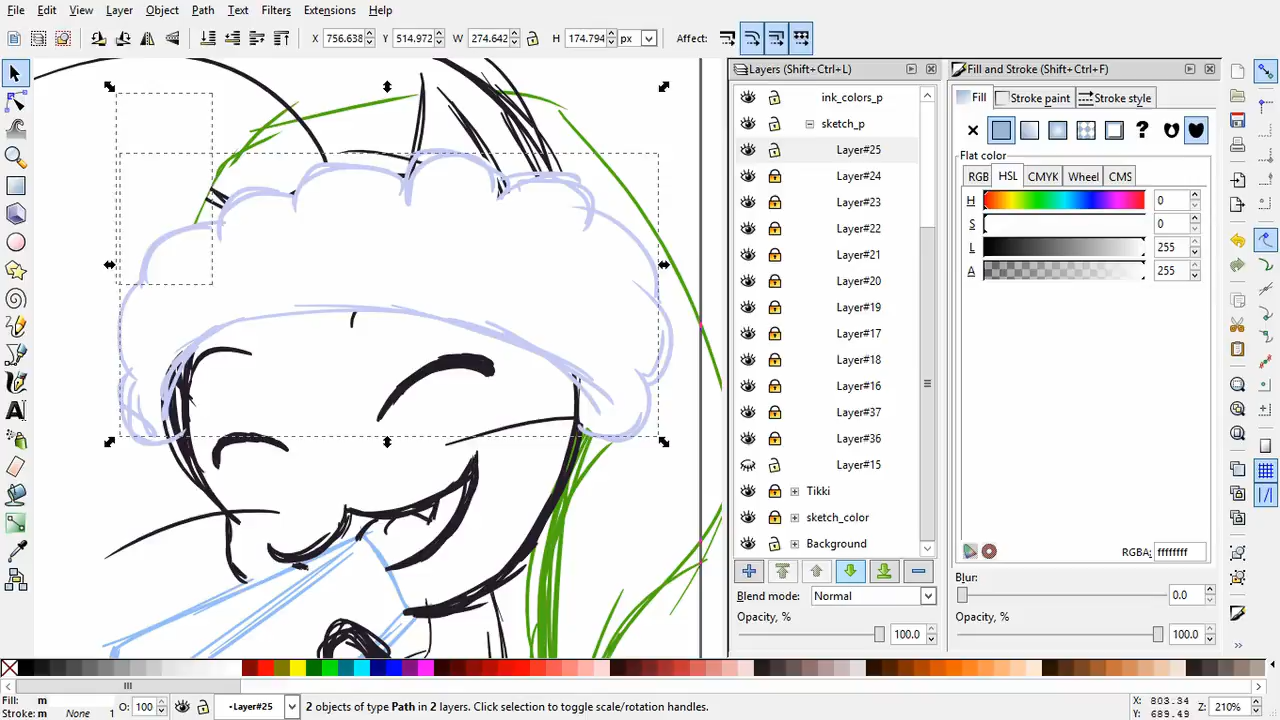 File Edit View Layer Object Path Text Filters Extensions Help
X 756.638 Y 514.972 W 274.642 H 174.794 px Affect:
Layers (Shift+Ctrl+L)
ink_colors_p
sketch_p
Layer#25
Layer#24
Layer#23
Layer#22
Layer#21
Layer#20
Layer#19
Layer#17
Layer#18
Layer#16
Layer#37
Layer#36
Layer#15
Tikki
sketch_color
Background
Blend mode: Normal
Opacity, %
100.0
Fill and Stroke (Shift+Ctrl+F)
Fill Stroke paint Stroke style
Flat color
RGB HSL CMYK Wheel CMS
H 0
S 0
L 255
A 255
RGBA: ffffffff
Blur:
0.0
Opacity, %
100.0
Fill: m
Stroke: m None 1 O: 100 •Layer#25 2 objects of type Path in 2 layers. Click selection to toggle scale/rotation handles.
X: 803.34
Y: 689.49
Z: 210%